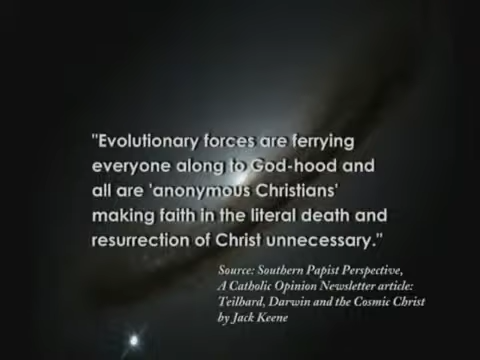 "Evolutionary forces are ferrying
everyone along to God-hood and
all are 'anonymous Christians'
making faith in the literal death and
resurrection of Christ unnecessary."
Source: Southern Papist Perspective,
A Catholic Opinion Newsletter article:
Teilhard, Darwin and the Cosmic Christ
by Jack Keene